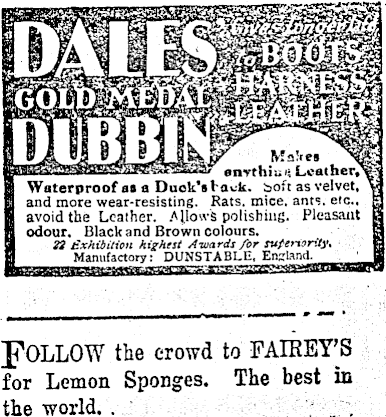 DALES
GOLD MEDAL
DUBBIN
to BOOTS
HARNESS
LEATHER
Makes
anything Leather,
Waterproof as a Duck's back. Soft as velvet,
and more wear-resisting. Rats, mice, ants, etc.,
avoid the Leather. Allows polishing. Pleasant
odour. Black and Brown colours.
22 Exhibition highest Awards for superiority.
Manufactory: DUNSTABLE, England.
FOLLOW the crowd to FAIREY'S
for Lemon Sponges. The best in
the world.